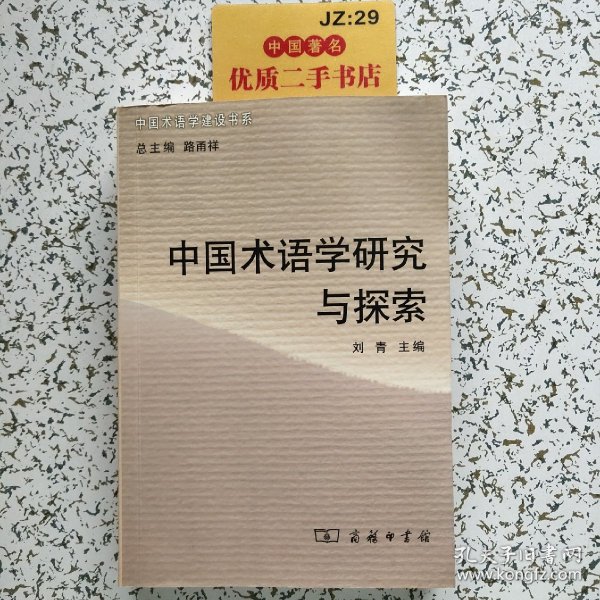 JZ:29
中国著名
优质二手书店
中国术语学建设书系
总主编 路甬祥
中国术语学研究
与探索
刘青 主编
商务印书馆
孔夫子旧书网
www.kongfz.com